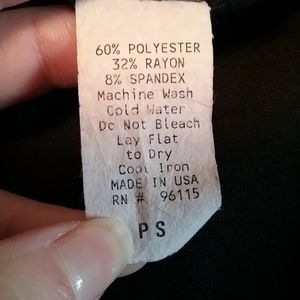 60% POLYESTER
32% RAYON
8% SPANDEX
Machine Wash
Cold Water
Do Not Bleach
Lay Flat
to Dry
Cool Iron
MADE IN USA
RN # 96115
P S